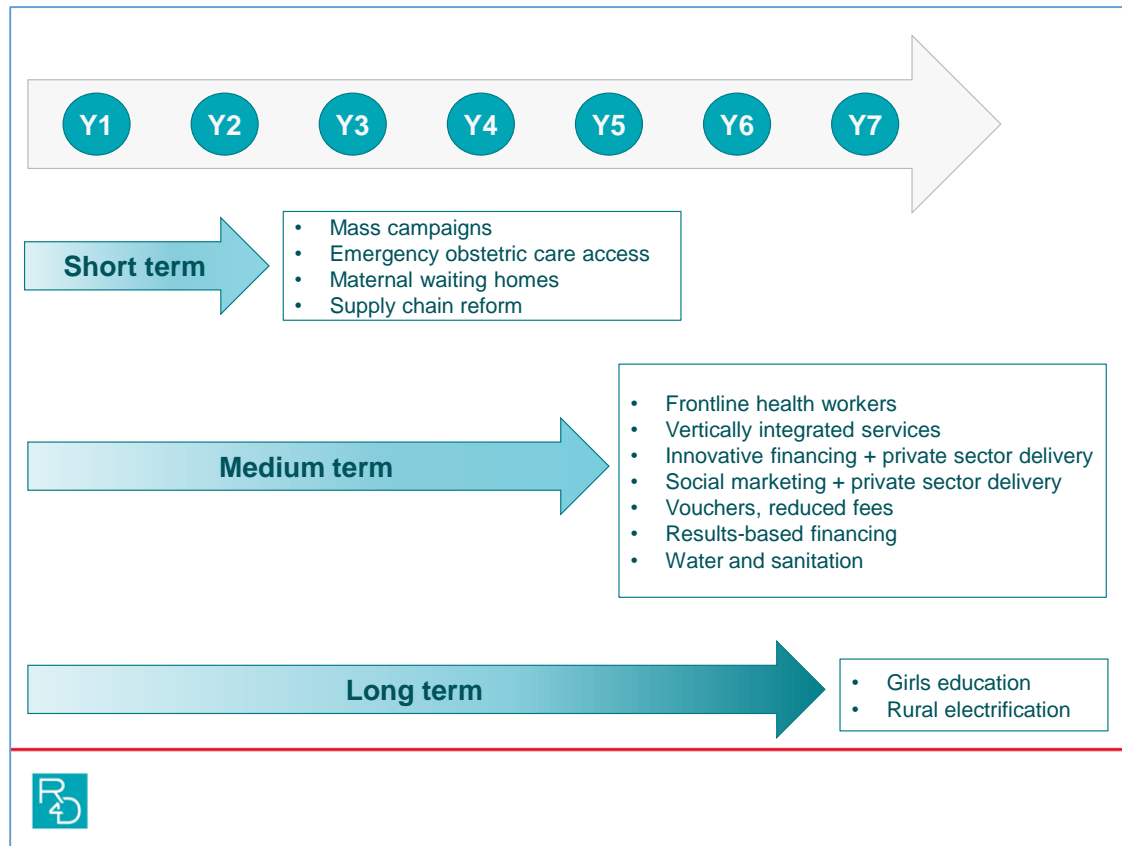 Y1 Y2 Y3 Y4 Y5 Y6 Y7
Short term
• Mass campaigns
• Emergency obstetric care access
• Maternal waiting homes
• Supply chain reform
Medium term
• Frontline health workers
• Vertically integrated services
• Innovative financing + private sector delivery
• Social marketing + private sector delivery
• Vouchers, reduced fees
• Results-based financing
• Water and sanitation
Long term
• Girls education
• Rural electrification
R4D